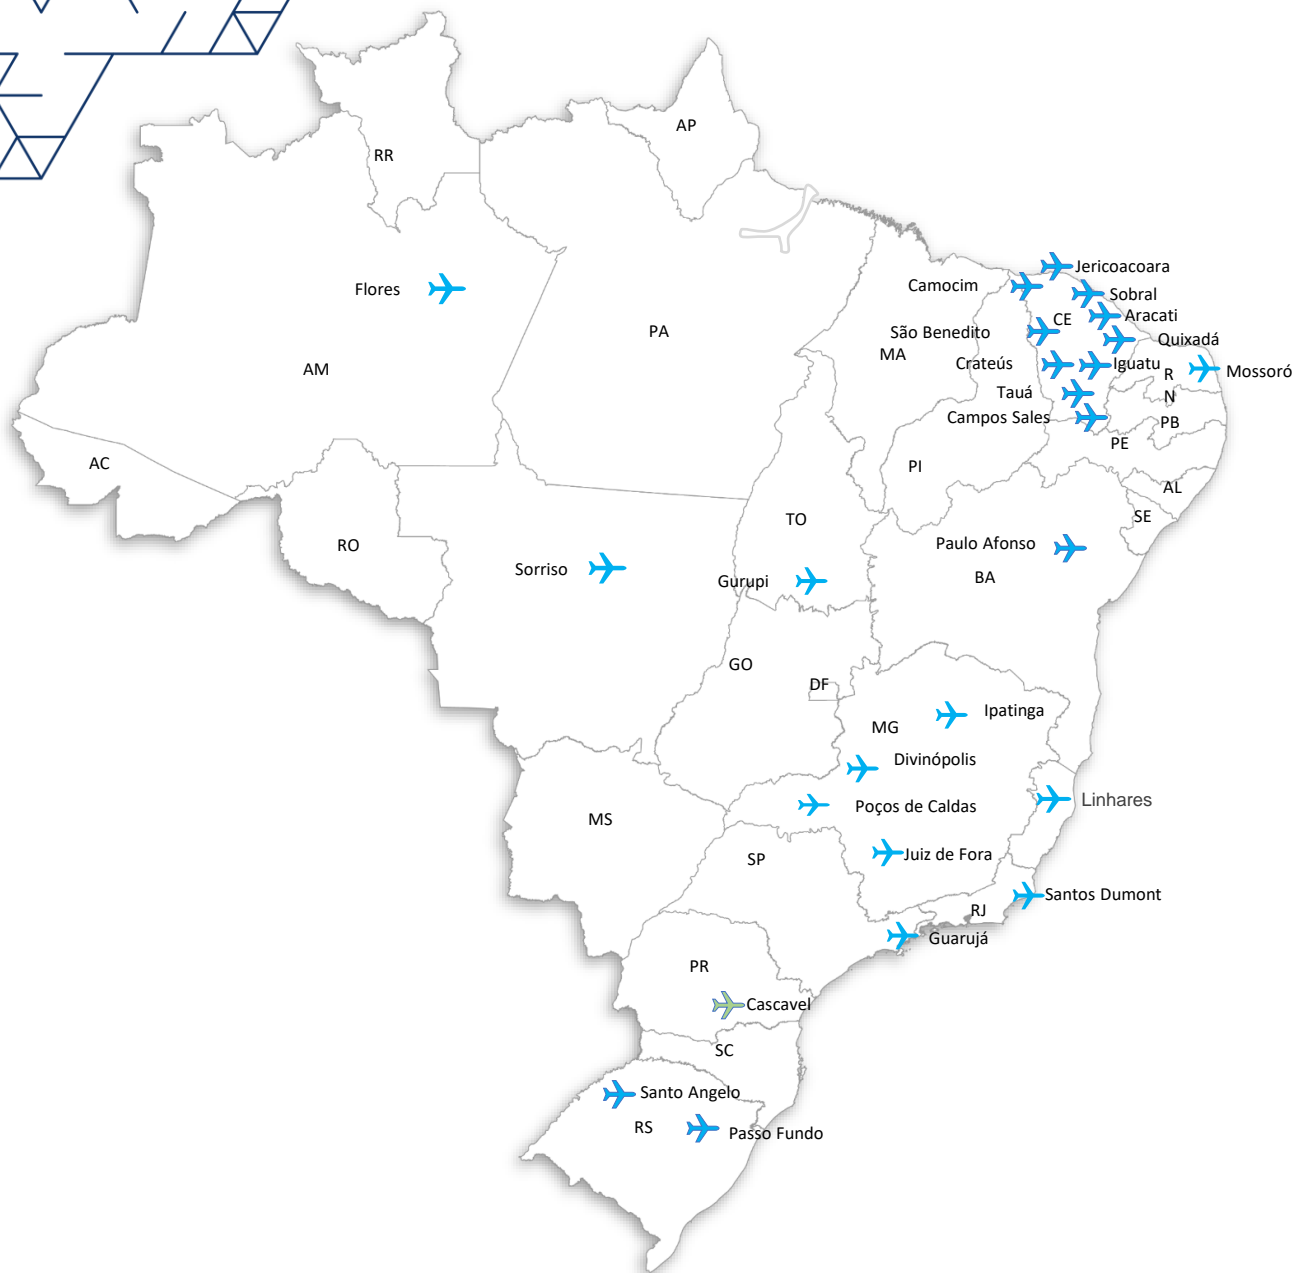 AP
RR
Jericoacoara
Camocim
Flores
Sobral
Aracati
CE
São Benedito
PA
Quixadá
MA
Crateús
Iguatu
AM
R
Mossoró
Tauá
N
Campos Sales
PB
PE
AC
PI
AL
SE
TO
RO
Paulo Afonso
Sorriso
BA
Gurupi
GO
DF
Ipatinga
MG
Divinópolis
Linhares
Poços de Caldas
MS
Juiz de Fora
SP
Santos Dumont
RJ
Guarujá
PR
Cascavel
SC
Santo Angelo
RS
Passo Fundo